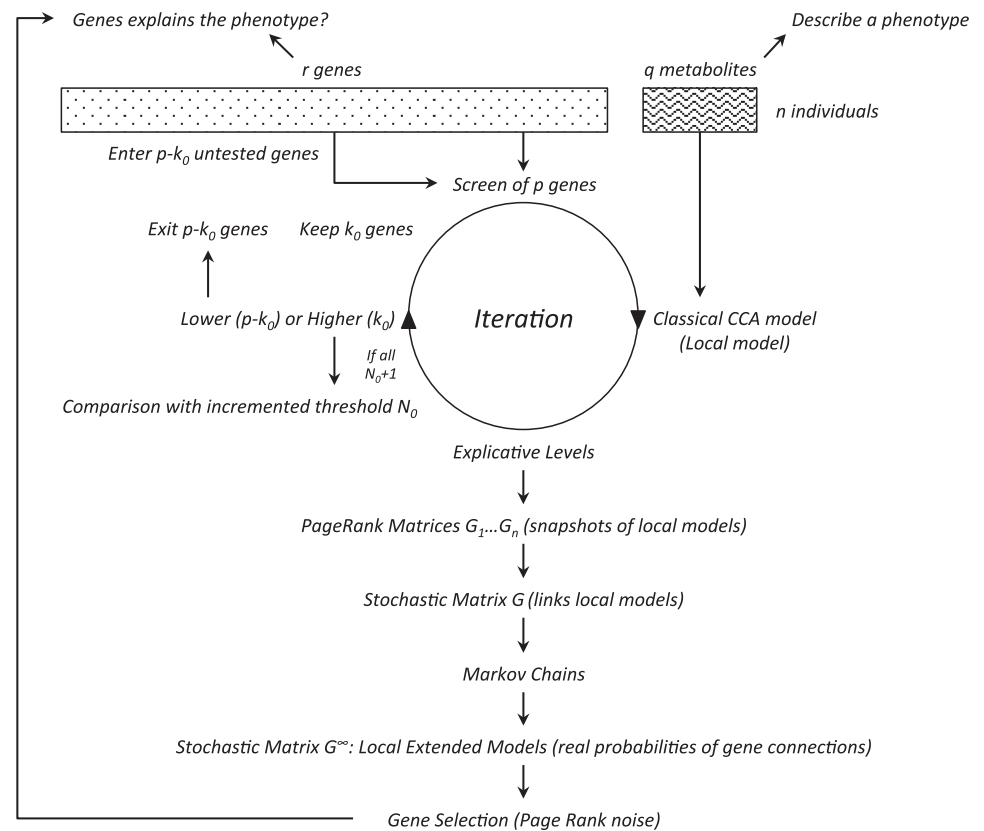 Genes explains the phenotype?
Describe a phenotype
r genes
q metabolites
n individuals
Enter p-k₀ untested genes
Screen of p genes
Exit p-k₀ genes
Keep k₀ genes
Iteration
Lower (p-k₀) or Higher (k₀)
Classical CCA model
(Local model)
If all
N₀+1
Comparison with incremented threshold N₀
Explicative Levels
PageRank Matrices G₁...Gₙ (snapshots of local models)
Stochastic Matrix G (links local models)
Markov Chains
Stochastic Matrix G∞: Local Extended Models (real probabilities of gene connections)
Gene Selection (Page Rank noise)